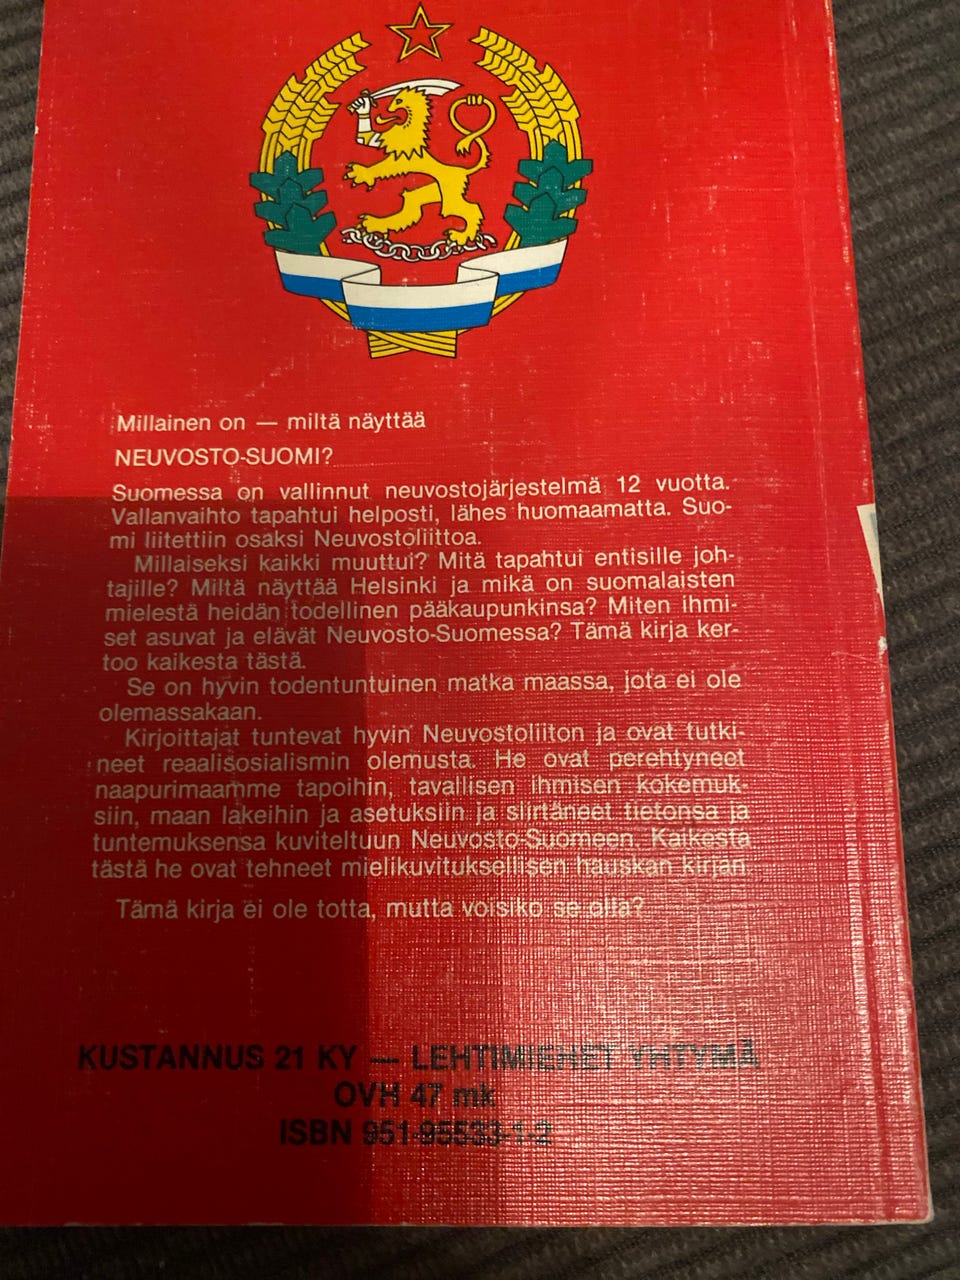 Millainen on — miltä näyttää
NEUVOSTO-SUOMI?
Suomessa on vallinnut neuvostojärjestelmä 12 vuotta.
Vallanvaihto tapahtui helposti, lähes huomaamatta. Suo-
mi liitettiin osaksi Neuvostoliittoa.
Millaiseksi kaikki muuttui? Mitä tapahtui entisille joh-
tajille? Miltä näyttää Helsinki ja mikä on suomalaisten
mielestä heidän todellinen pääkaupunkinsa? Miten ihmi-
set asuvat ja elävät Neuvosto-Suomessa? Tämä kirja ker-
too kaikesta tästä.
Se on hyvin todentuntuinen matka maassa, jota ei ole
olemassakaan.
Kirjoittajat tuntevat hyvin Neuvostoliiton ja ovat tutki-
neet reaalisosialismin olemusta. He ovat perehtyneet
naapurimaamme tapoihin, tavallisen ihmisen kokemuk-
siin, maan lakeihin ja asetuksiin ja siirtäneet tietonsa ja
tuntemuksensa kuviteltuun Neuvosto-Suomeen. Kaikesta
tästä he ovat tehneet mielikuvituksellisen hauskan kirjan.
Tämä kirja ei ole totta, mutta voisiko se olla?
KUSTANNUS 21 KY — LEHTIMIEHET YHTYMÄ
OVH 47 mk
ISBN 951-95533-1-2